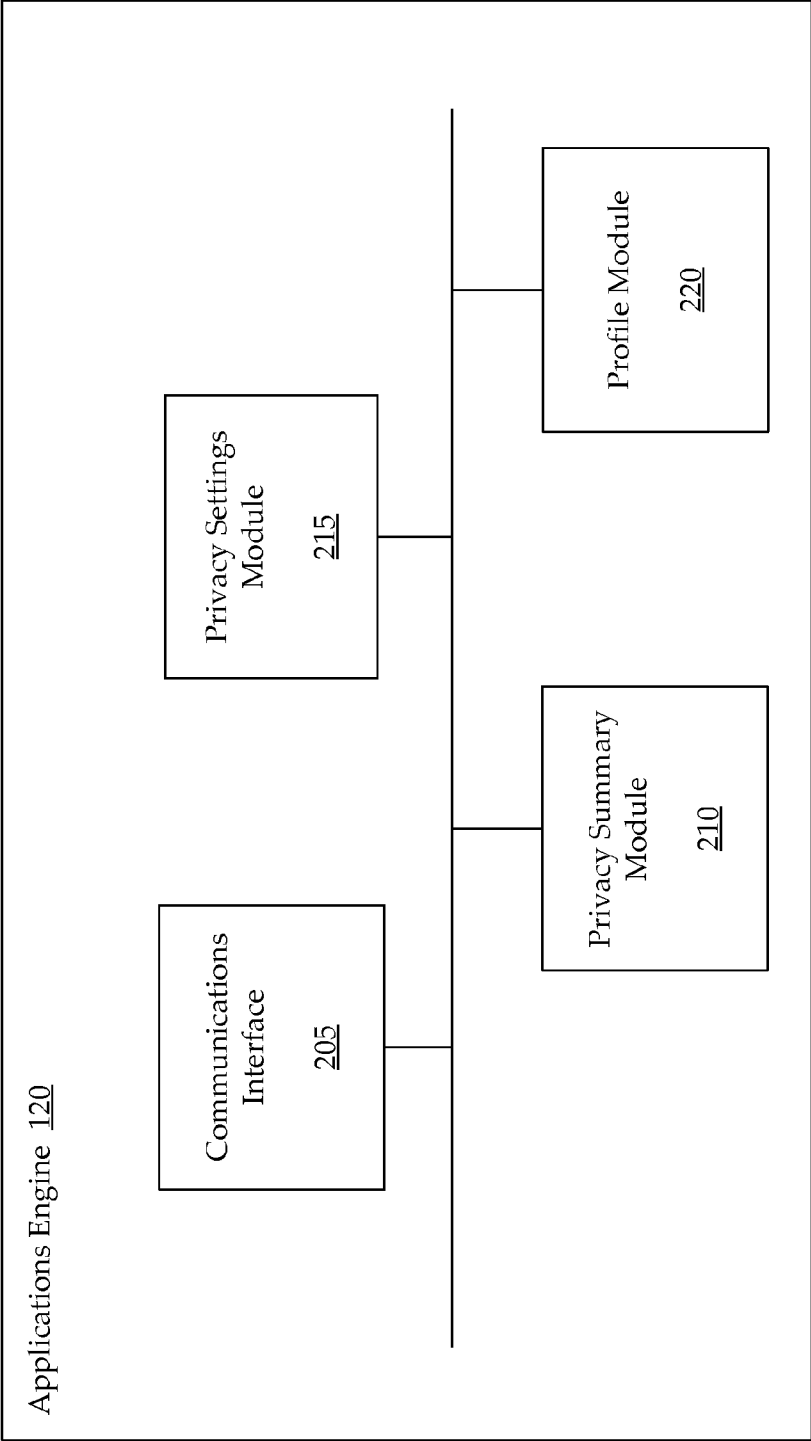 Applications Engine 120
Communications
Interface
205
Privacy Settings
Module
215
Privacy Summary
Module
210
Profile Module
220